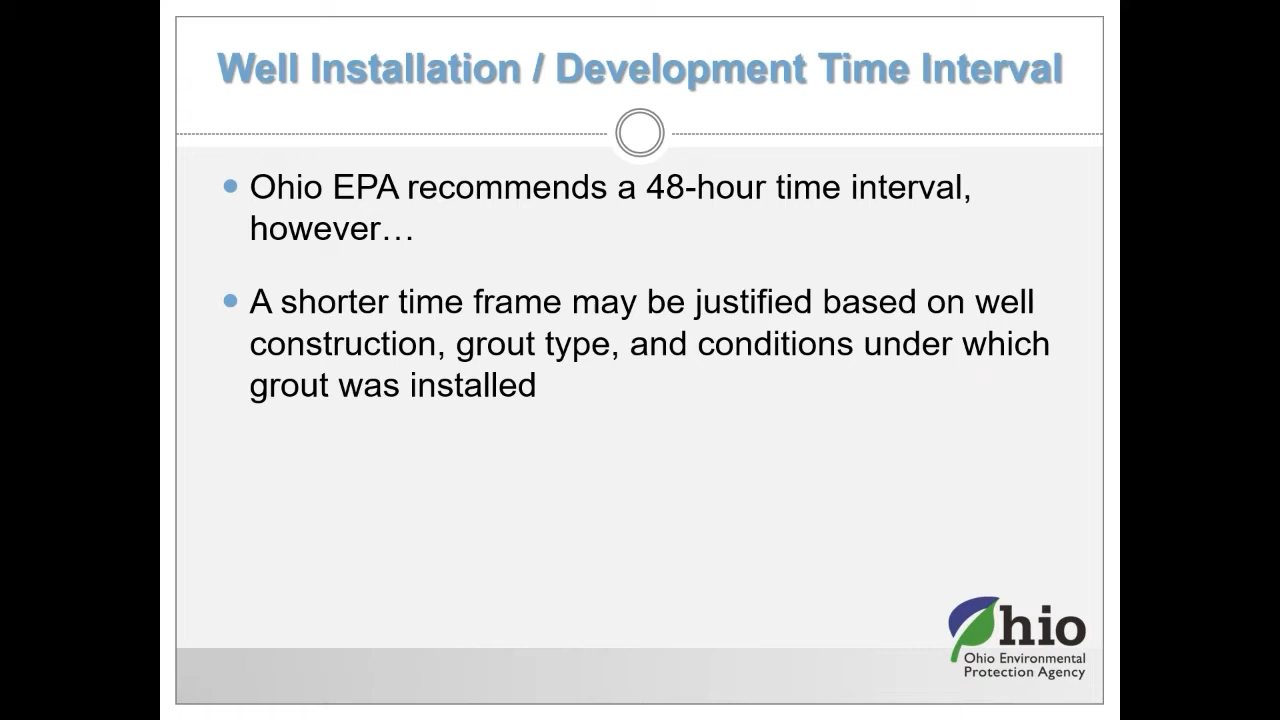 Well Installation / Development Time Interval
Ohio EPA recommends a 48-hour time interval,
however…
A shorter time frame may be justified based on well
construction, grout type, and conditions under which
grout was installed
Ohio
Ohio Environmental
Protection Agency